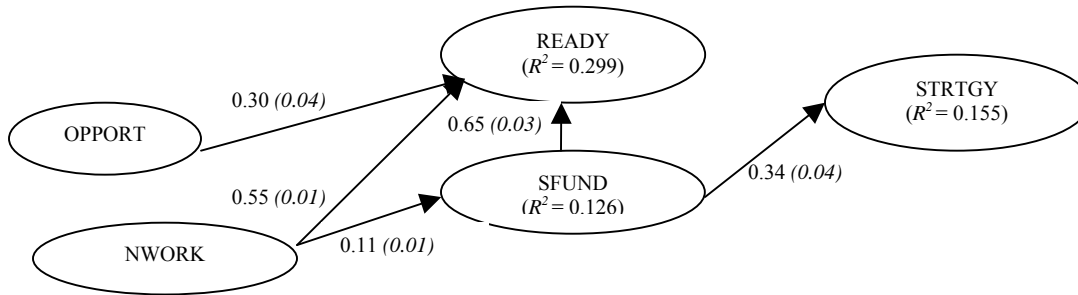 READY
(R² = 0.299)
STRTGY
(R² = 0.155)
0.30 (0.04)
OPPORT
0.65 (0.03)
0.34 (0.04)
SFUND
(R² = 0.126)
0.55 (0.01)
0.11 (0.01)
NWORK